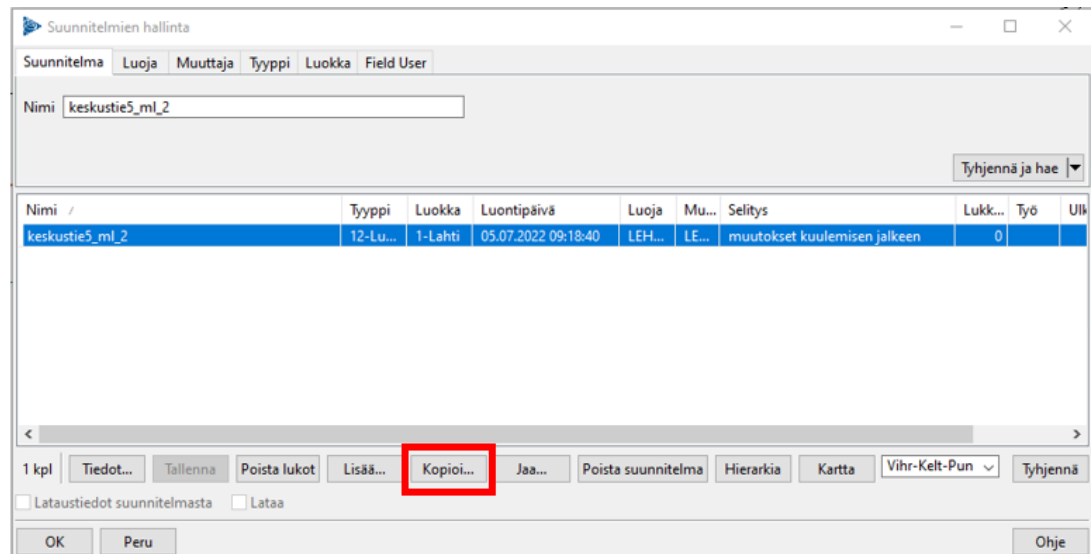 Suunnitelmien hallinta
Suunnitelma Luoja Muuttaja Tyyppi Luokka Field User
Nimi keskustie5_ml_2
Tyhjennä ja hae
Nimi / Tyyppi Luokka Luontipäivä Luoja Mu... Selitys Lukk... Työ Ulk
keskustie5_ml_2 12-Lu... 1-Lahti 05.07.2022 09:18:40 LEH... LE... muutokset kuulemisen jalkeen 0
1 kpl Tiedot... Tallenna Poista lukot Lisää... Kopioi... Jaa... Poista suunnitelma Hierarkia Kartta Vihr-Kelt-Pun Tyhjennä
Lataustiedot suunnitelmasta Lataa
OK Peru Ohje